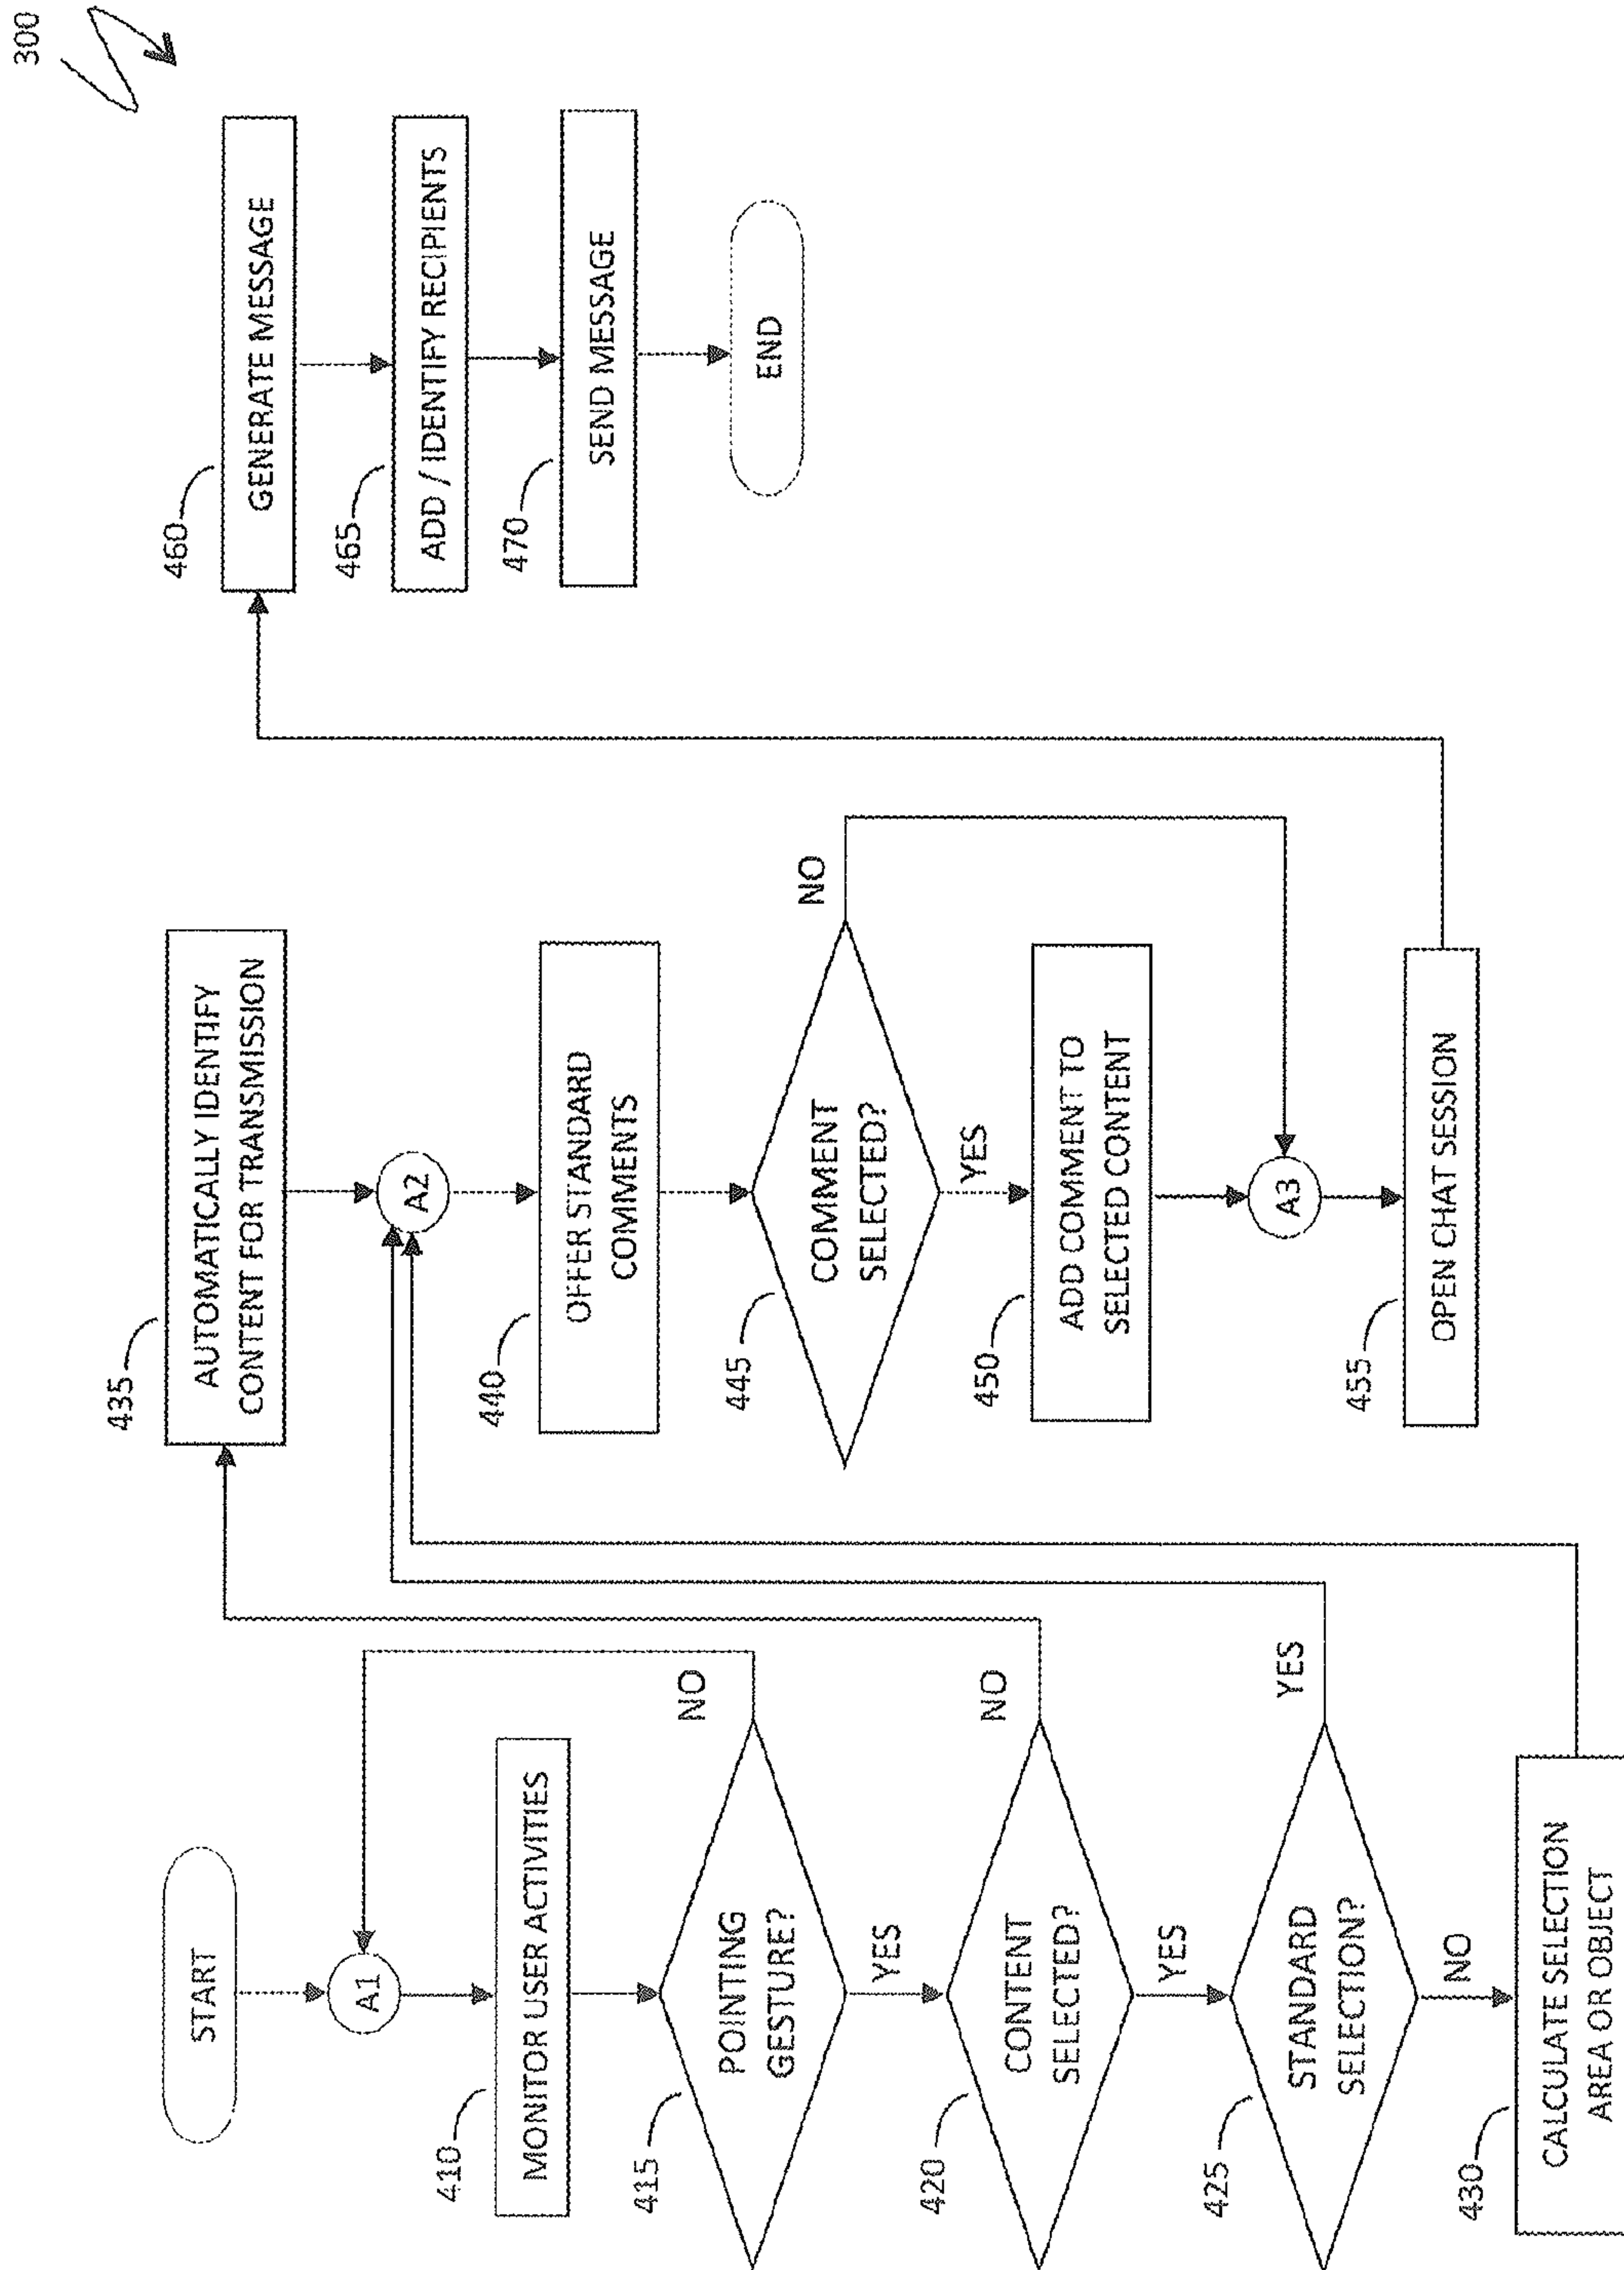 300
START
A1
410
MONITOR USER ACTIVITIES
415
POINTING
GESTURE?
NO
YES
420
CONTENT
SELECTED?
NO
YES
425
STANDARD
SELECTION?
YES
NO
430
CALCULATE SELECTION
AREA OR OBJECT
435
AUTOMATICALLY IDENTIFY
CONTENT FOR TRANSMISSION
A2
440
OFFER STANDARD
COMMENTS
445
COMMENT
SELECTED?
NO
YES
450
ADD COMMENT TO
SELECTED CONTENT
A3
455
OPEN CHAT SESSION
460
GENERATE MESSAGE
465
ADD / IDENTIFY RECIPIENTS
470
SEND MESSAGE
END